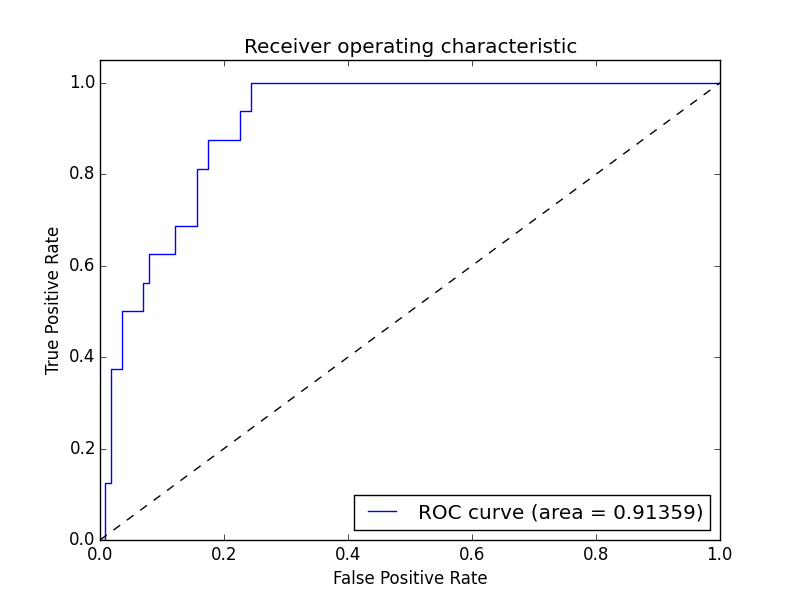 Receiver operating characteristic
True Positive Rate
1.0
0.8
0.6
0.4
0.2
0.0
ROC curve (area = 0.91359)
0.0 0.2 0.4 0.6 0.8 1.0
False Positive Rate